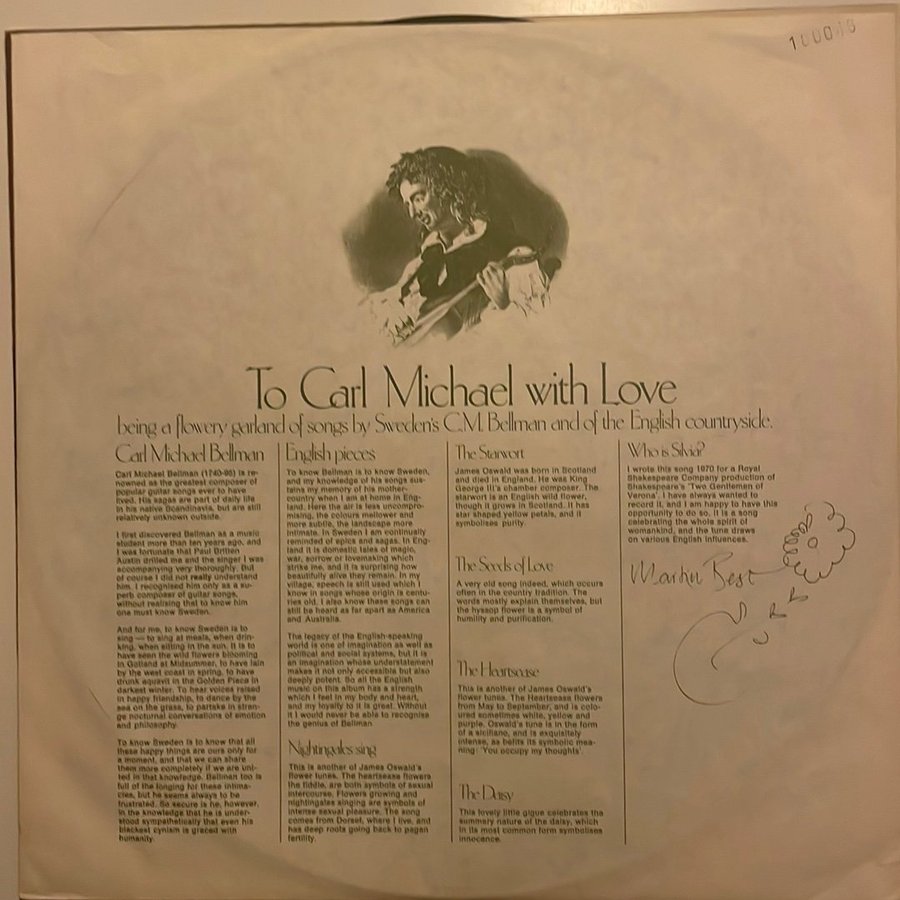 To Carl Michael with Love
being a flowery garland of songs by Sweden's C.M. Bellman and of the English countryside.
Carl Michael Bellman
Carl Michael Bellman (1740-95) is re-
nowned as the greatest composer of
popular guitar songs ever to have
lived. His sagas are part of daily life
in his native Scandinavia, but are still
relatively unknown outside.
I first discovered Bellman as a music
student more than ten years ago, and
I was fortunate that Paul Britten
Austin drilled me and the singer I was
accompanying very thoroughly. But
of course I did not really understand
him. I recognised him only as a su-
perb composer of guitar songs,
without realising that to know him
one must know Sweden.
And for me, to know Sweden is to
sing — to sing at meals, when drin-
king, when sitting in the sun. It is to
have seen the wild flowers blooming
in Gotland at Midsummer, to have lain
by the west coast in spring, to have
drunk aquavit in the Golden Piece in
darkest winter. To hear voices raised
in happy friendship, to dance by the
sea on the grass, to partake in stran-
ge nocturnal conversations of emotion
and philosophy.
To know Sweden is to know that all
these happy things are ours only for
a moment, and that we can share
them more completely if we are uni-
ted in that knowledge. Bellman too is
full of the longing for these intima-
cies, but he seems always to be
frustrated. So secure is he, however,
in the knowledge that he is under-
stood sympathetically that even his
blackest cynism is graced with
humanity.
English pieces
To know Bellman is to know Sweden,
and my knowledge of his songs sus-
tains my memory of his mother-
country when I am at home in Eng-
land. Here the air is less uncompro-
mising, the colours mellower and
more subtle, the landscape more
intimate. In Sweden I am continually
reminded of epics and sagas. In Eng-
land it is domestic tales of magic,
war, sorrow or lovemaking which
strike me, and it is surprising how
beautifully alive they remain. In my
village, speech is still used which I
know in songs whose origin is centu-
ries old. I also know these songs can
still be heard as far apart as America
and Australia.
The legacy of the English-speaking
world is one of imagination as well as
political and social systems, but it is
an imagination whose understatement
makes it not only accessible but also
deeply potent. So all the English
music on this album has a strength
which I feel in my body and heart,
and my loyalty to it is great. Without
it I would never be able to recognise
the genius of Bellman
Nightingales sing
This is another of James Oswald's
flower tunes. The heartsease flowers
the fiddle, are both symbols of sexual
intercourse. Flowers growing and
nightingales singing are symbols of
intense sexual pleasure. The song
comes from Dorset, where I live, and
has deep roots going back to pagan
fertility.
The Starwort
James Oswald was born in Scotland
and died in England. He was King
George III's chamber composer. The
starwort is an English wild flower,
though it grows in Scotland. It has
star shaped yellow petals, and it
symbolises purity.
The Seeds of Love
A very old song indeed, which occurs
often in the country tradition. The
words mostly explain themselves, but
the hyssop flower is a symbol of
humility and purification.
The Heartsease
This is another of James Oswald's
flower tunes. The Heartsease flowers
from May to September, and is colo-
ured sometimes white, yellow and
purple. Oswald's tune is in the form
of a siciliano, and is exquisitely
intense, as befits its symbolic mea-
ning: 'You occupy my thoughts'.
The Daisy
This lovely little gigue celebrates the
summary nature of the daisy, which
in its most common form symbolises
innocence.
Who is Silvia?
I wrote this song 1970 for a Royal
Shakespeare Company production of
Shakespeare's 'Two Gentlemen of
Verona'. I have always wanted to
record it, and I am happy to have this
opportunity to do so. It is a song
celebrating the whole spirit of
womankind, and the tune draws
on various English influences.
Martin Best